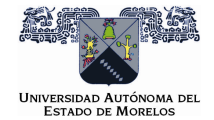 UNIVERSIDAD AUTÓNOMA DEL
ESTADO DE MORELOS